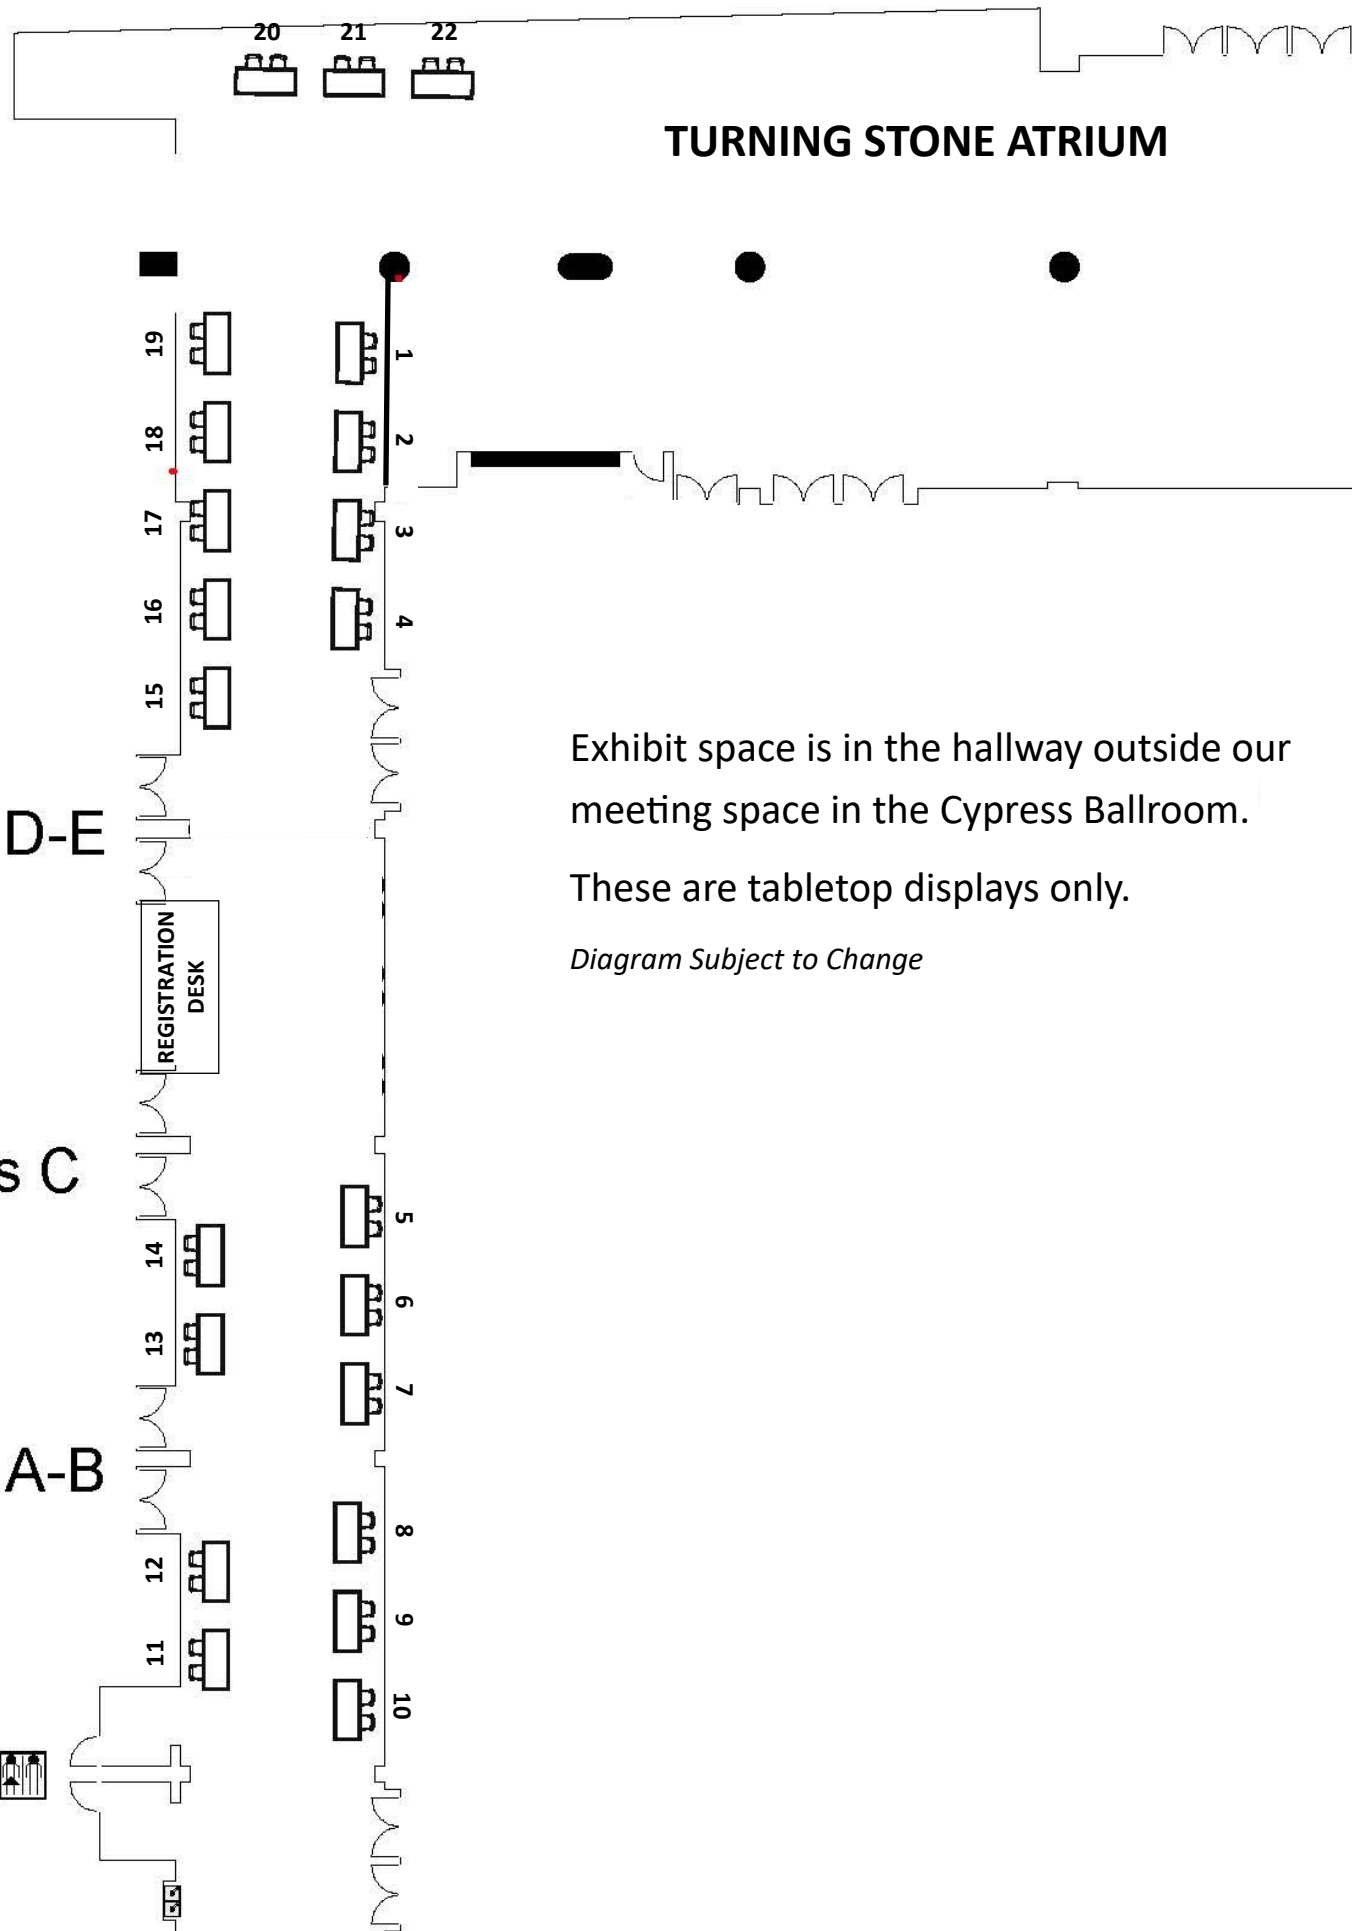 20 21 22
TURNING STONE ATRIUM
19
1
18
2
17
3
16
4
15
Exhibit space is in the hallway outside our
meeting space in the Cypress Ballroom.
D-E
These are tabletop displays only.
REGISTRATION
DESK
Diagram Subject to Change
s C
5
14
6
13
7
A-B
8
12
9
11
10